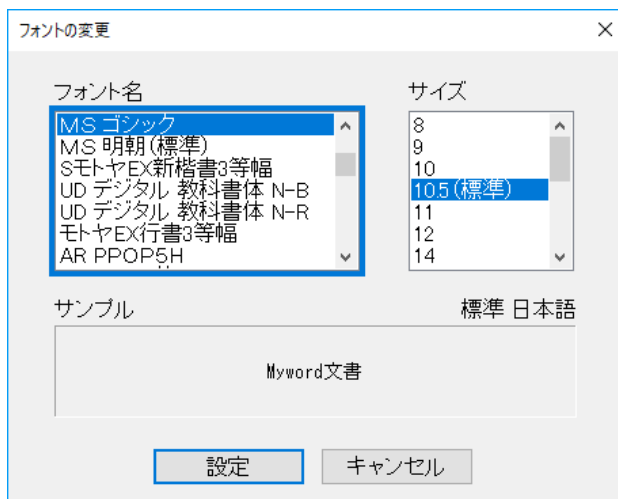 フォントの変更
フォント名
MS ゴシック
MS 明朝(標準)
Sモトヤ EX新楷書3等幅
UD デジタル 教科書体 N-B
UD デジタル 教科書体 N-R
モトヤEX行書3等幅
AR PPOP5H
サイズ
8
9
10
10.5(標準)
11
12
14
サンプル
標準 日本語
Myword文書
設定
キャンセル